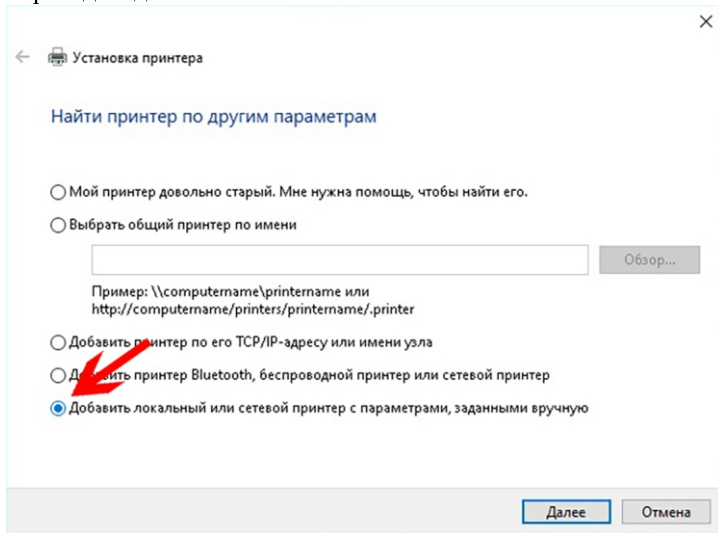 Установка принтера
Найти принтер по другим параметрам
Мой принтер довольно старый. Мне нужна помощь, чтобы найти его.
Выбрать общий принтер по имени
Обзор...
Пример: \\computername\printername или
http://computername/printers/printername/.printer
Добавить принтер по его TCP/IP-адресу или имени узла
Добавить принтер Bluetooth, беспроводной принтер или сетевой принтер
Добавить локальный или сетевой принтер с параметрами, заданными вручную
Далее
Отмена